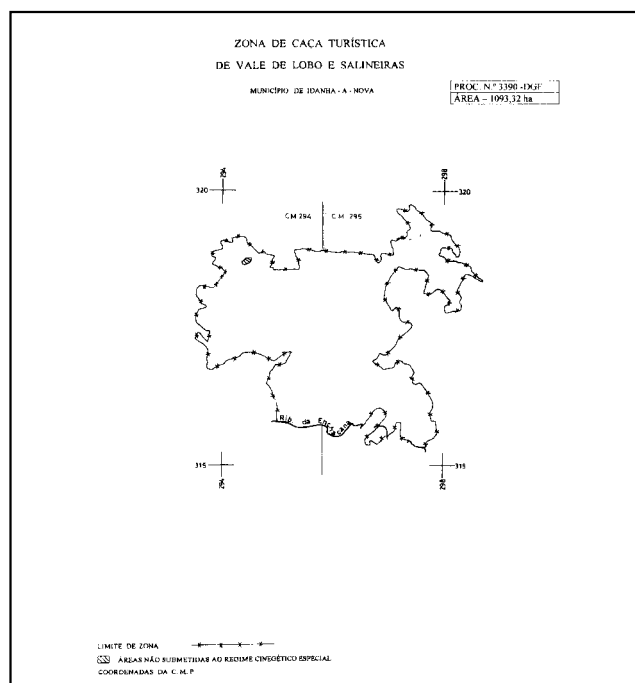 ZONA DE CAÇA TURÍSTICA
DE VALE DE LOBO E SALINEIRAS
MUNICÍPIO DE IDANHA - A - NOVA
PROC. N.º 3390 -DGF
ÁREA – 1093,32 ha
294
298
320
320
C M 294
C M 295
Rib. da
315
315
294
298
LIMITE DE ZONA
ÁREAS NÃO SUBMETIDAS AO REGIME CINEGÉTICO ESPECIAL
COORDENADAS DA C. M. P